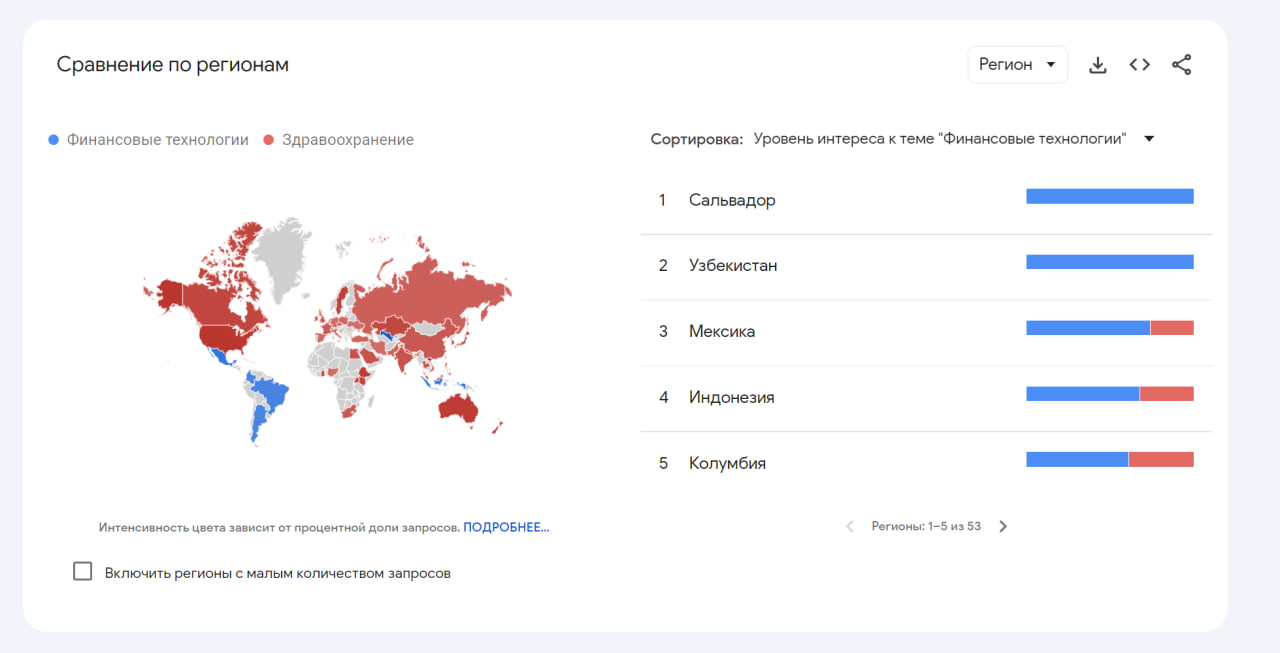 Сравнение по регионам
Регион
Финансовые технологии
Здравоохранение
Сортировка: Уровень интереса к теме "Финансовые технологии"
1 Сальвадор
2 Узбекистан
3 Мексика
4 Индонезия
5 Колумбия
Интенсивность цвета зависит от процентной доли запросов. ПОДРОБНЕЕ...
Регионы: 1–5 из 53
Включить регионы с малым количеством запросов